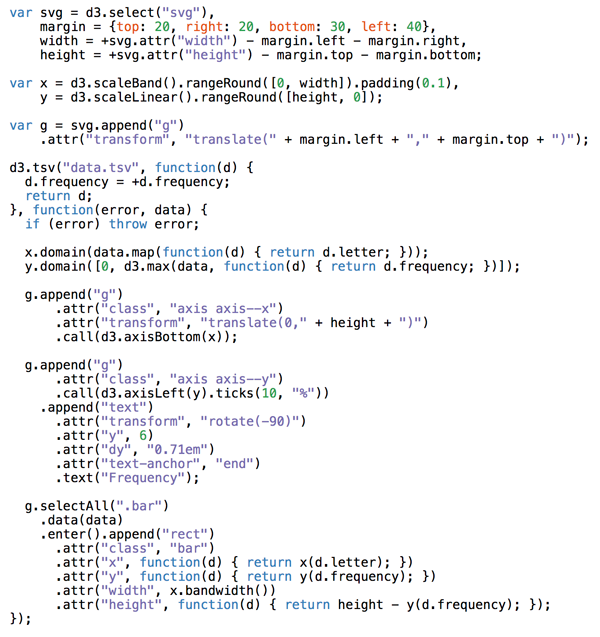 var svg = d3.select("svg"),
    margin = {top: 20, right: 20, bottom: 30, left: 40},
    width = +svg.attr("width") - margin.left - margin.right,
    height = +svg.attr("height") - margin.top - margin.bottom;

var x = d3.scaleBand().rangeRound([0, width]).padding(0.1),
    y = d3.scaleLinear().rangeRound([height, 0]);

var g = svg.append("g")
    .attr("transform", "translate(" + margin.left + "," + margin.top + ")");

d3.tsv("data.tsv", function(d) {
  d.frequency = +d.frequency;
  return d;
}, function(error, data) {
  if (error) throw error;

  x.domain(data.map(function(d) { return d.letter; }));
  y.domain([0, d3.max(data, function(d) { return d.frequency; })]);

  g.append("g")
      .attr("class", "axis axis--x")
      .attr("transform", "translate(0," + height + ")")
      .call(d3.axisBottom(x));

  g.append("g")
      .attr("class", "axis axis--y")
      .call(d3.axisLeft(y).ticks(10, "%"))
    .append("text")
      .attr("transform", "rotate(-90)")
      .attr("y", 6)
      .attr("dy", "0.71em")
      .attr("text-anchor", "end")
      .text("Frequency");

  g.selectAll(".bar")
    .data(data)
    .enter().append("rect")
      .attr("class", "bar")
      .attr("x", function(d) { return x(d.letter); })
      .attr("y", function(d) { return y(d.frequency); })
      .attr("width", x.bandwidth())
      .attr("height", function(d) { return height - y(d.frequency); });
});